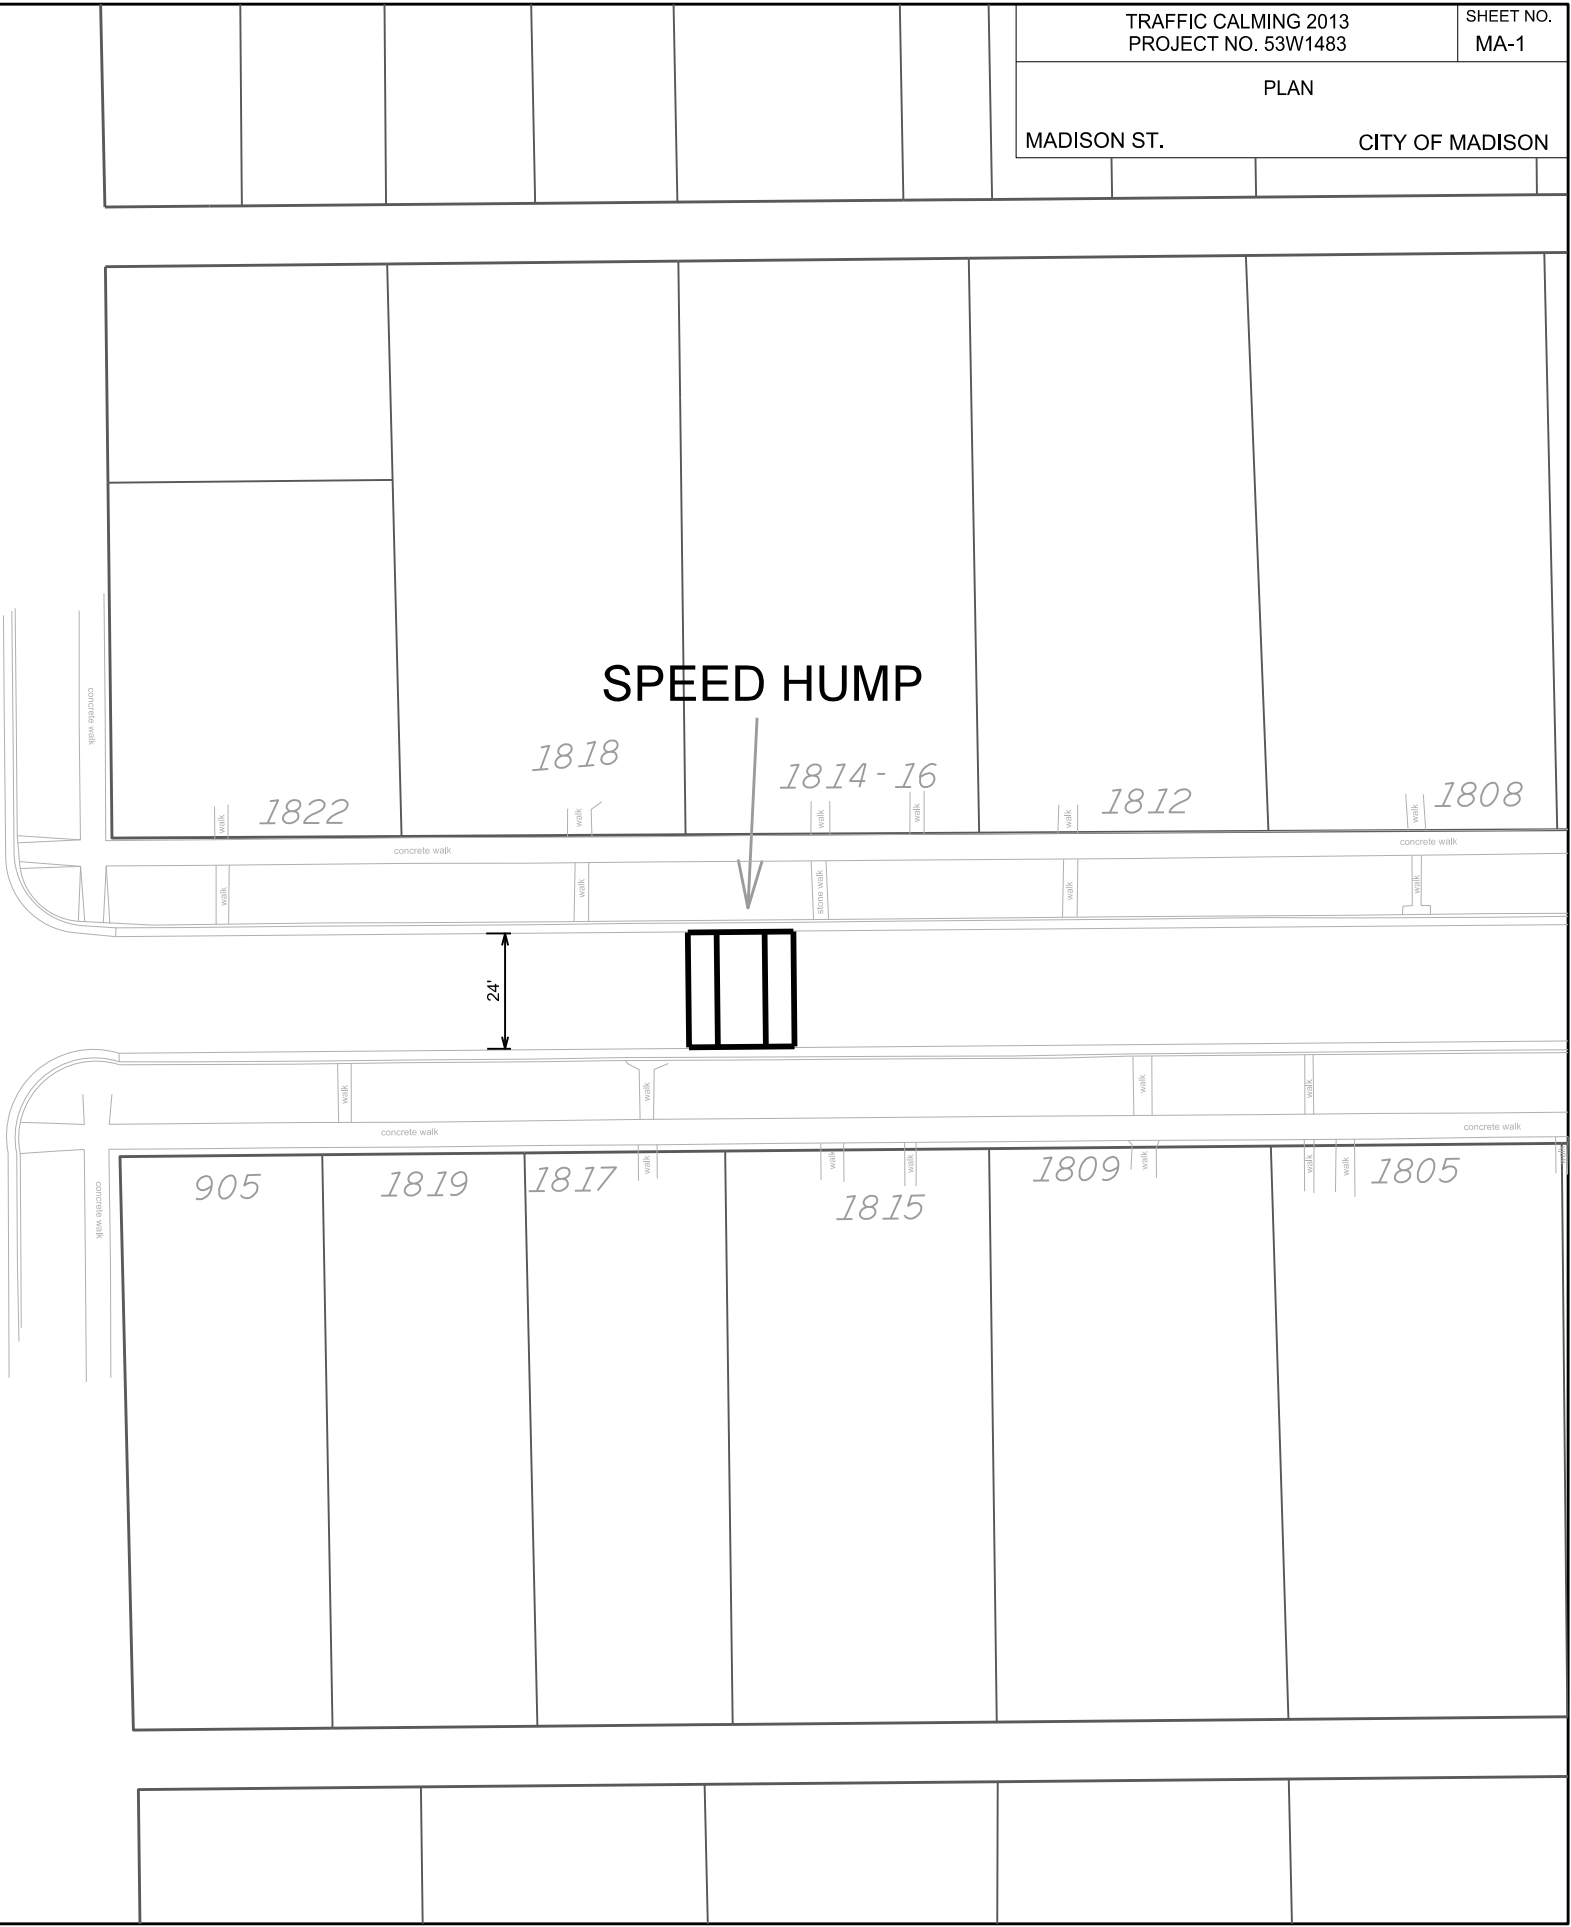 TRAFFIC CALMING 2013
PROJECT NO. 53W1483
SHEET NO.
MA-1
PLAN
MADISON ST.
CITY OF MADISON
SPEED HUMP
concrete walk
1818
1814-16
1822
1812
1808
walk
walk
walk
walk
walk
walk
concrete walk
concrete walk
walk
walk
stone walk
walk
walk
24'
walk
walk
walk
walk
concrete walk
concrete walk
905
1819
1817
walk
walk
walk
1809
walk
walk
walk
1805
walk
concrete walk
1815